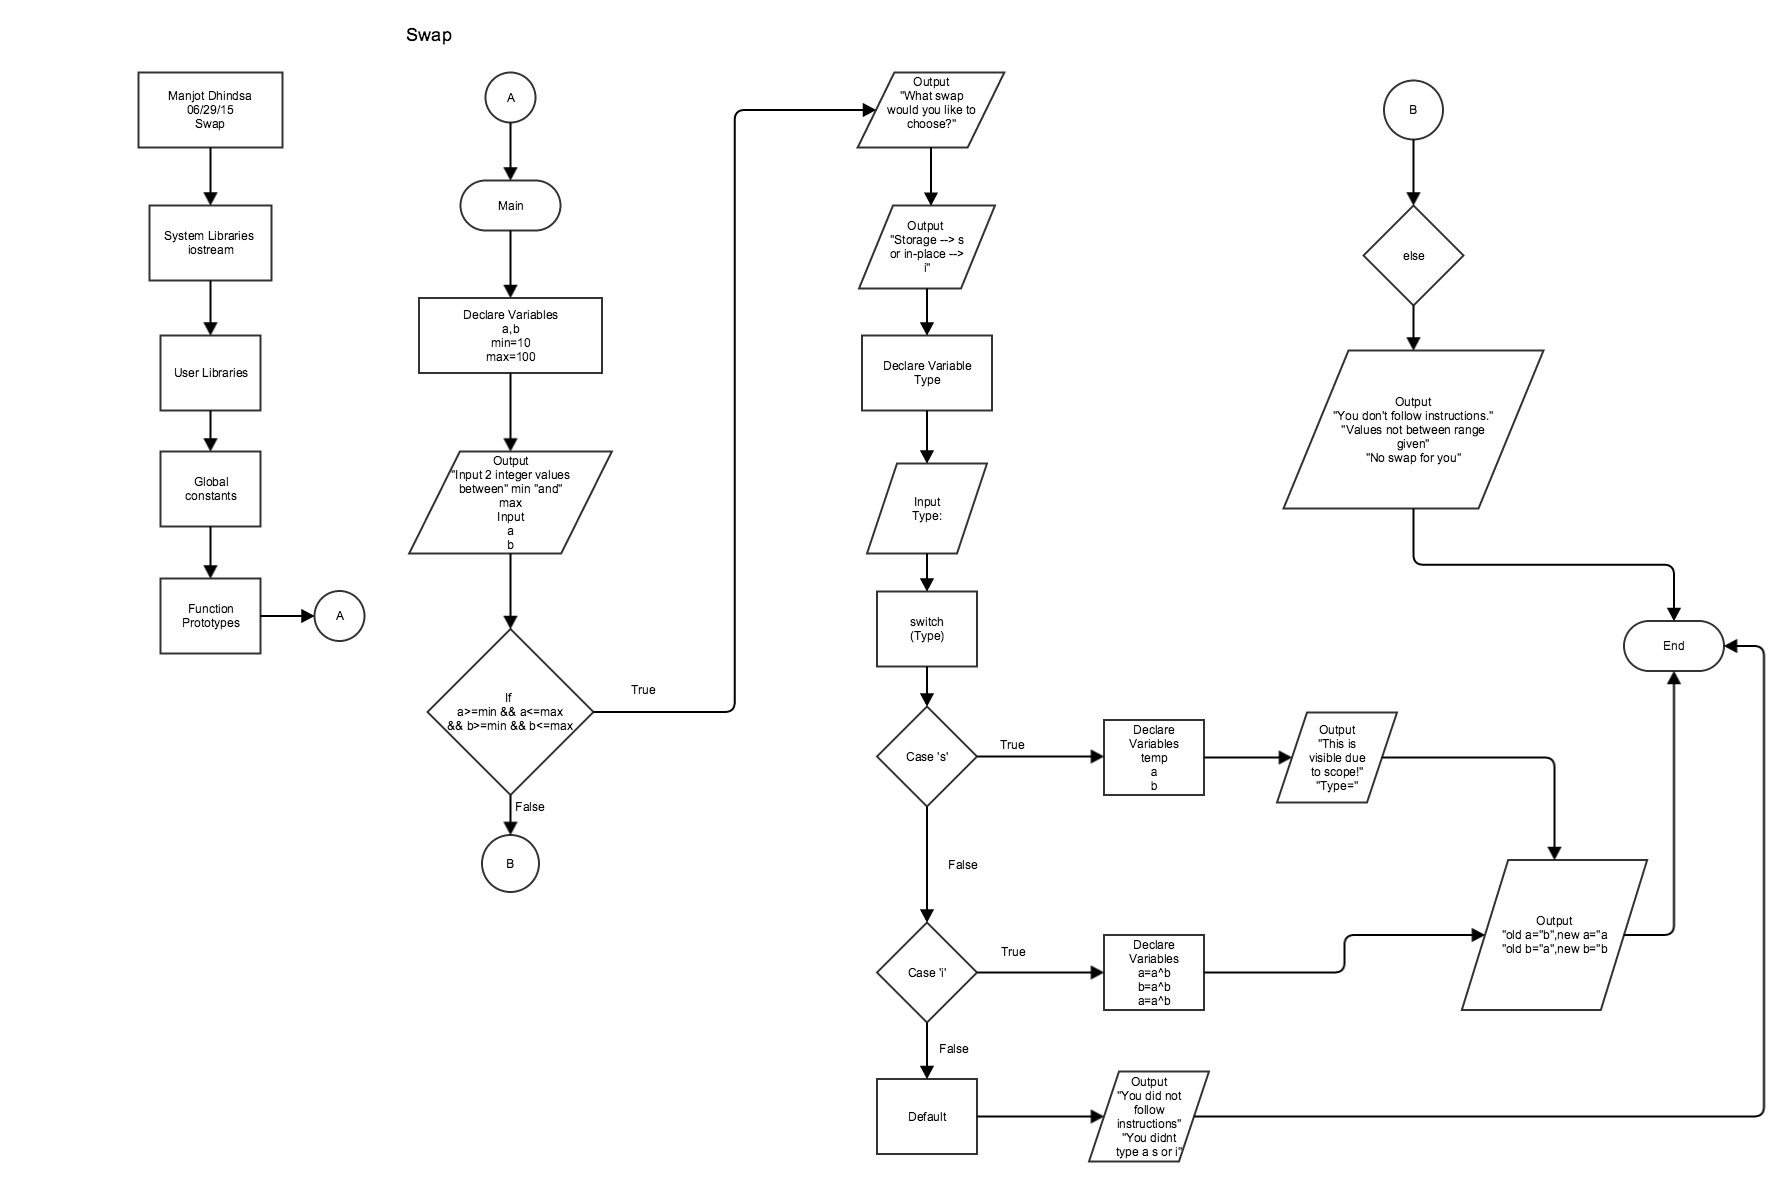 Swap
Manjot Dhindsa
06/29/15
Swap
System Libraries
iostream
User Libraries
Global
constants
Function
Prototypes
A
A
Main
Declare Variables
a,b
min=10
max=100
Output
"Input 2 integer values
between" min "and"
max
Input
a
b
If
a>=min && a<=max
&& b>=min && b<=max
True
False
B
Output
"What swap
would you like to
choose?"
Output
"Storage --> s
or in-place -->
i"
Declare Variable
Type
Input
Type:
switch
(Type)
Case 's'
True
Declare
Variables
temp
a
b
Output
"This is
visible due
to scope!"
"Type="
False
Case 'i'
True
Declare
Variables
a=a^b
b=a^b
a=a^b
Output
"old a="b",new a="a
"old b="a",new b="b
False
Default
Output
"You did not
follow
instructions"
"You didnt
type a s or i"
B
else
Output
"You don't follow instructions."
"Values not between range
given"
"No swap for you"
End